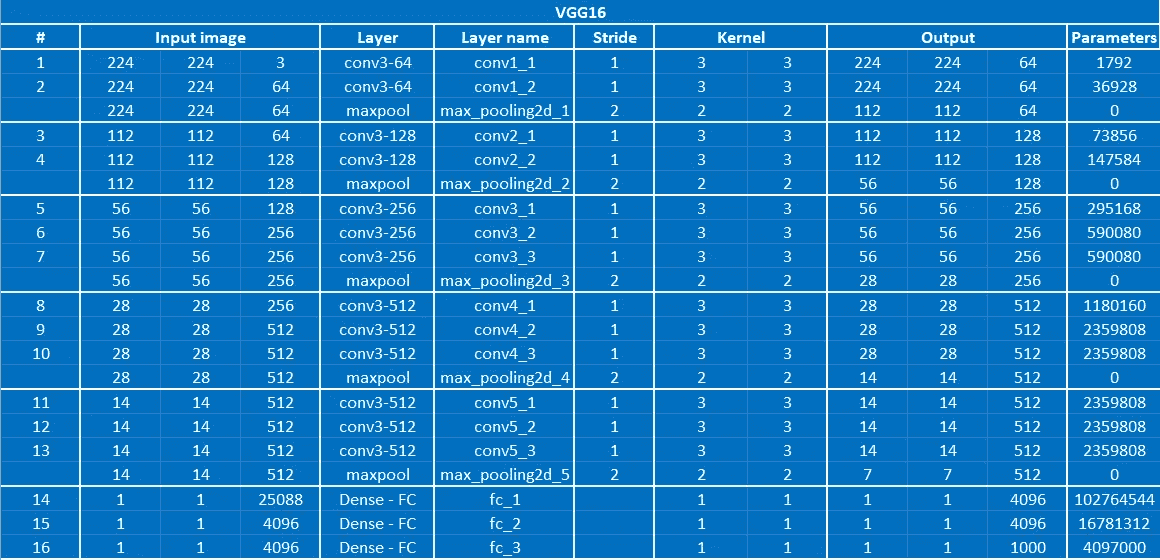 VGG16
# Input image Layer Layer name Stride Kernel Output Parameters
1 224 224 3 conv3-64 conv1_1 1 3 3 224 224 64 1792
2 224 224 64 conv3-64 conv1_2 1 3 3 224 224 64 36928
224 224 64 maxpool max_pooling2d_1 2 2 2 112 112 64 0
3 112 112 64 conv3-128 conv2_1 1 3 3 112 112 128 73856
4 112 112 128 conv3-128 conv2_2 1 3 3 112 112 128 147584
112 112 128 maxpool max_pooling2d_2 2 2 2 56 56 128 0
5 56 56 128 conv3-256 conv3_1 1 3 3 56 56 256 295168
6 56 56 256 conv3-256 conv3_2 1 3 3 56 56 256 590080
7 56 56 256 conv3-256 conv3_3 1 3 3 56 56 256 590080
56 56 256 maxpool max_pooling2d_3 2 2 2 28 28 256 0
8 28 28 256 conv3-512 conv4_1 1 3 3 28 28 512 1180160
9 28 28 512 conv3-512 conv4_2 1 3 3 28 28 512 2359808
10 28 28 512 conv3-512 conv4_3 1 3 3 28 28 512 2359808
28 28 512 maxpool max_pooling2d_4 2 2 2 14 14 512 0
11 14 14 512 conv3-512 conv5_1 1 3 3 14 14 512 2359808
12 14 14 512 conv3-512 conv5_2 1 3 3 14 14 512 2359808
13 14 14 512 conv3-512 conv5_3 1 3 3 14 14 512 2359808
14 14 512 maxpool max_pooling2d_5 2 2 2 7 7 512 0
14 1 1 25088 Dense - FC fc_1 1 1 1 1 4096 102764544
15 1 1 4096 Dense - FC fc_2 1 1 1 1 4096 16781312
16 1 1 4096 Dense - FC fc_3 1 1 1 1 1000 4097000